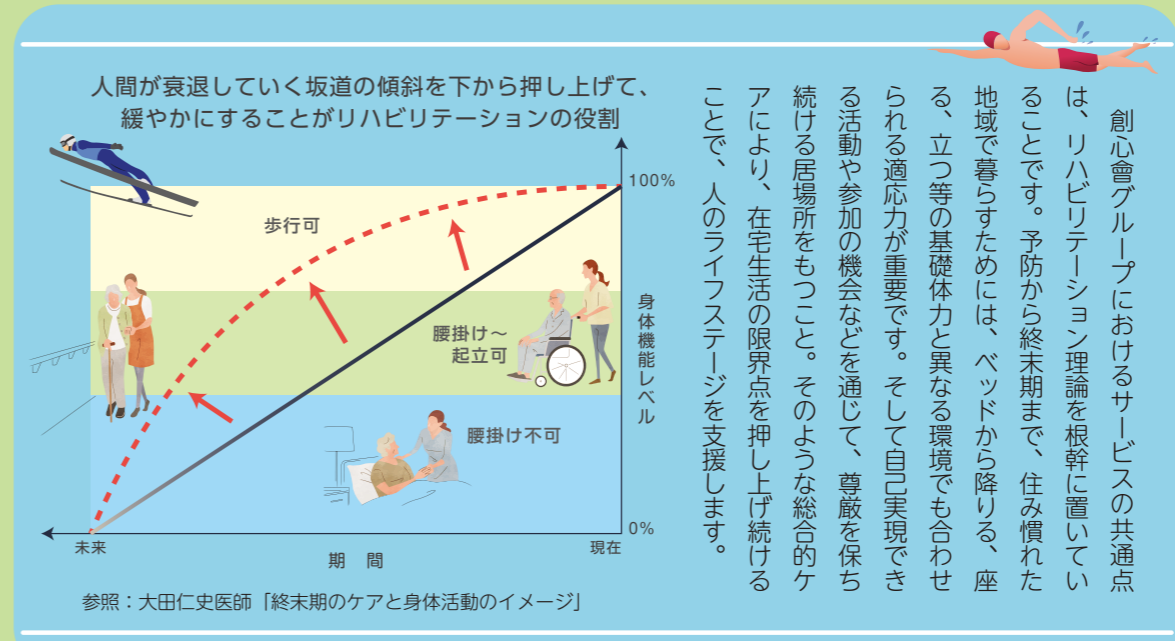 創心會グループにおけるサービスの共通点
は、リハビリテーション理論を根幹に置いてい
ることです。予防から終末期まで、住み慣れた
地域で暮らすためには、ベッドから降りる、座
る、立つ等の基礎体力と異なる環境でも合わせ
られる適応力が重要です。そして自己実現でき
る活動や参加の機会などを通じて、尊厳を保ち
続ける居場所をもつこと。そのような総合的ケ
アにより、在宅生活の限界点を押し上げ続ける
ことで、人のライフステージを支援します。
人間が衰退していく坂道の傾斜を下から押し上げて、
緩やかにすることがリハビリテーションの役割
100%
歩行可
身体機能レベル
腰掛け〜
起立可
腰掛け不可
0%
未来
現在
期 間
参照：大田仁史医師「終末期のケアと身体活動のイメージ」